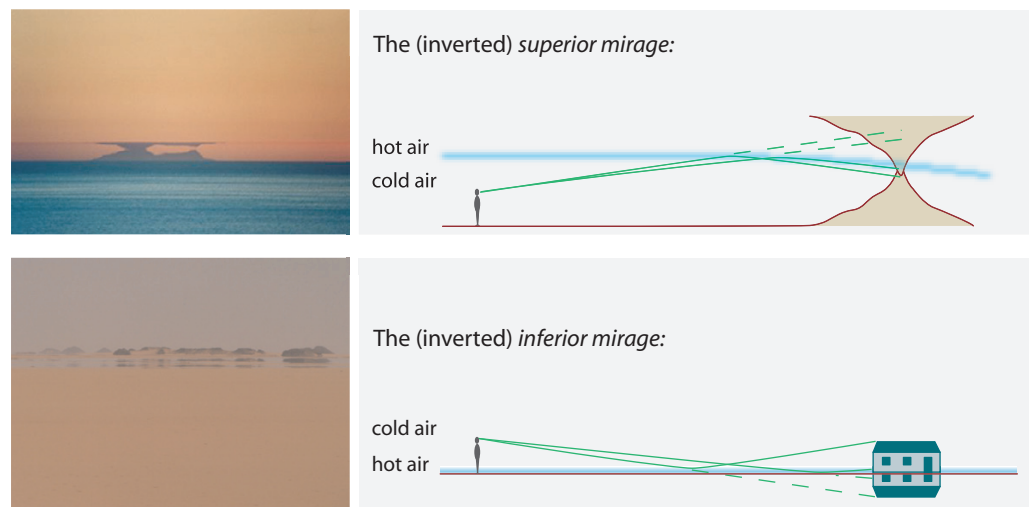 The (inverted) superior mirage:
hot air
cold air
The (inverted) inferior mirage:
cold air
hot air